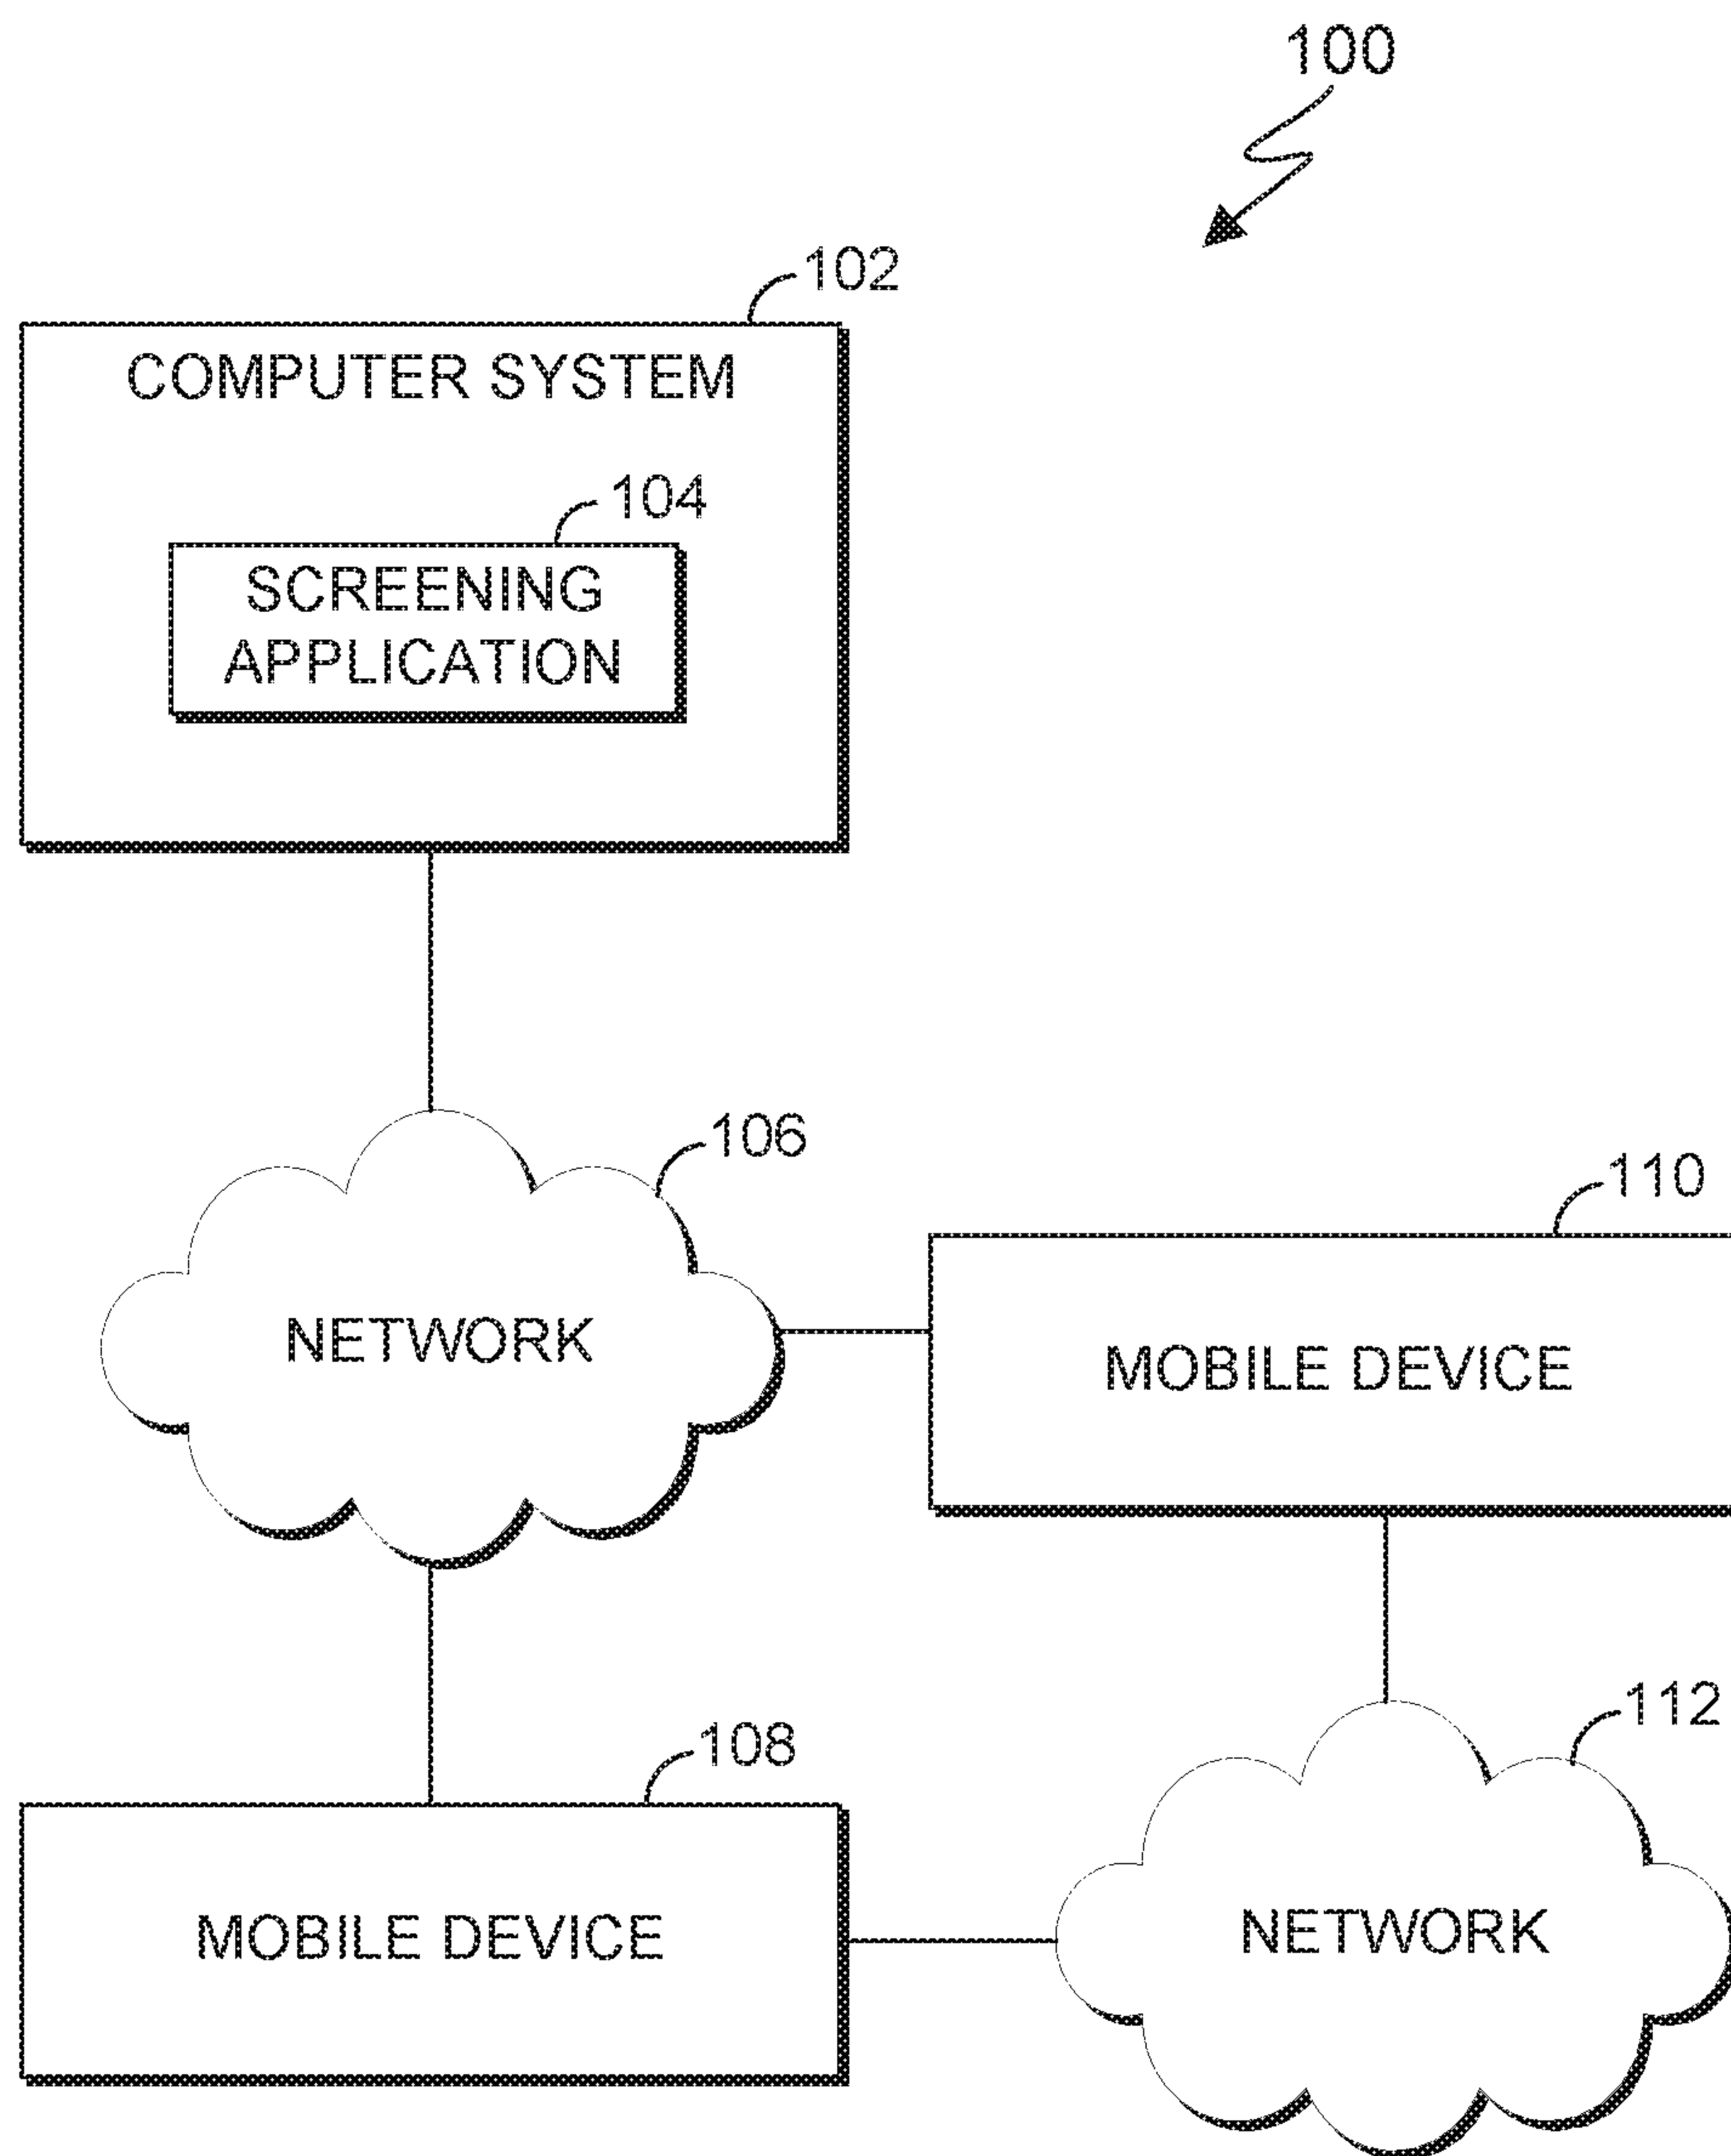 100
102
COMPUTER SYSTEM
104
SCREENING
APPLICATION
106
NETWORK
110
MOBILE DEVICE
108
MOBILE DEVICE
112
NETWORK